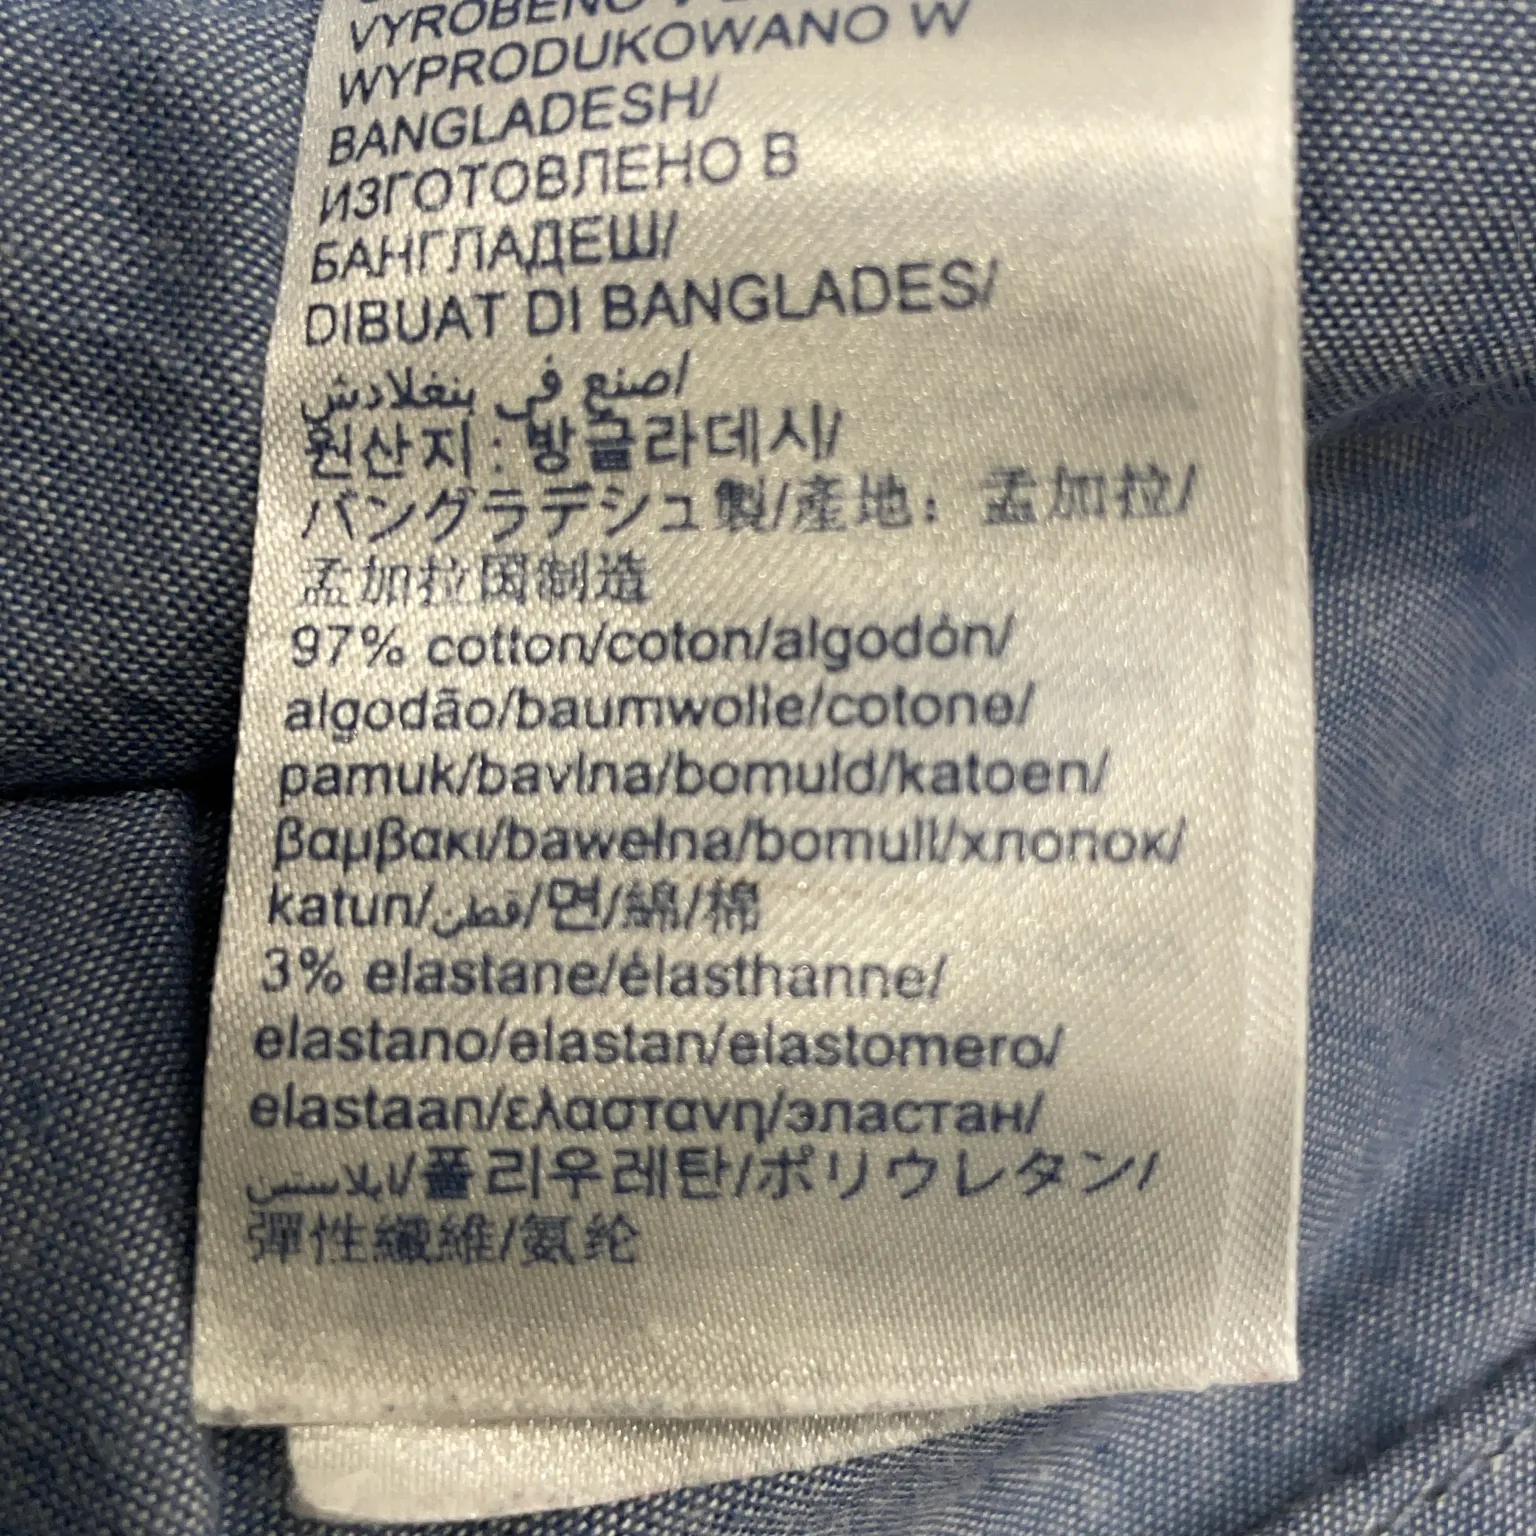 VYROBENO V
WYPRODUKOWANO W
BANGLADESH/
ИЗГОТОВЛЕНО В
БАНГЛАДЕШ/
DIBUAT DI BANGLADES/
صنع في بنغلادش/
원산지 : 방글라데시/
バングラデシュ製/產地：孟加拉/
孟加拉国制造
97% cotton/coton/algodón/
algodão/baumwolle/cotone/
pamuk/bavlna/bomuld/katoen/
βαμβακι/bawełna/bomull/хлопок/
katun/قطن/면/綿/棉
3% elastane/élasthanne/
elastano/elastan/elastomero/
elastaan/ελαστανη/эластан/
ايلاستس/폴리우레탄/ポリウレタン/
彈性纖維/氨纶